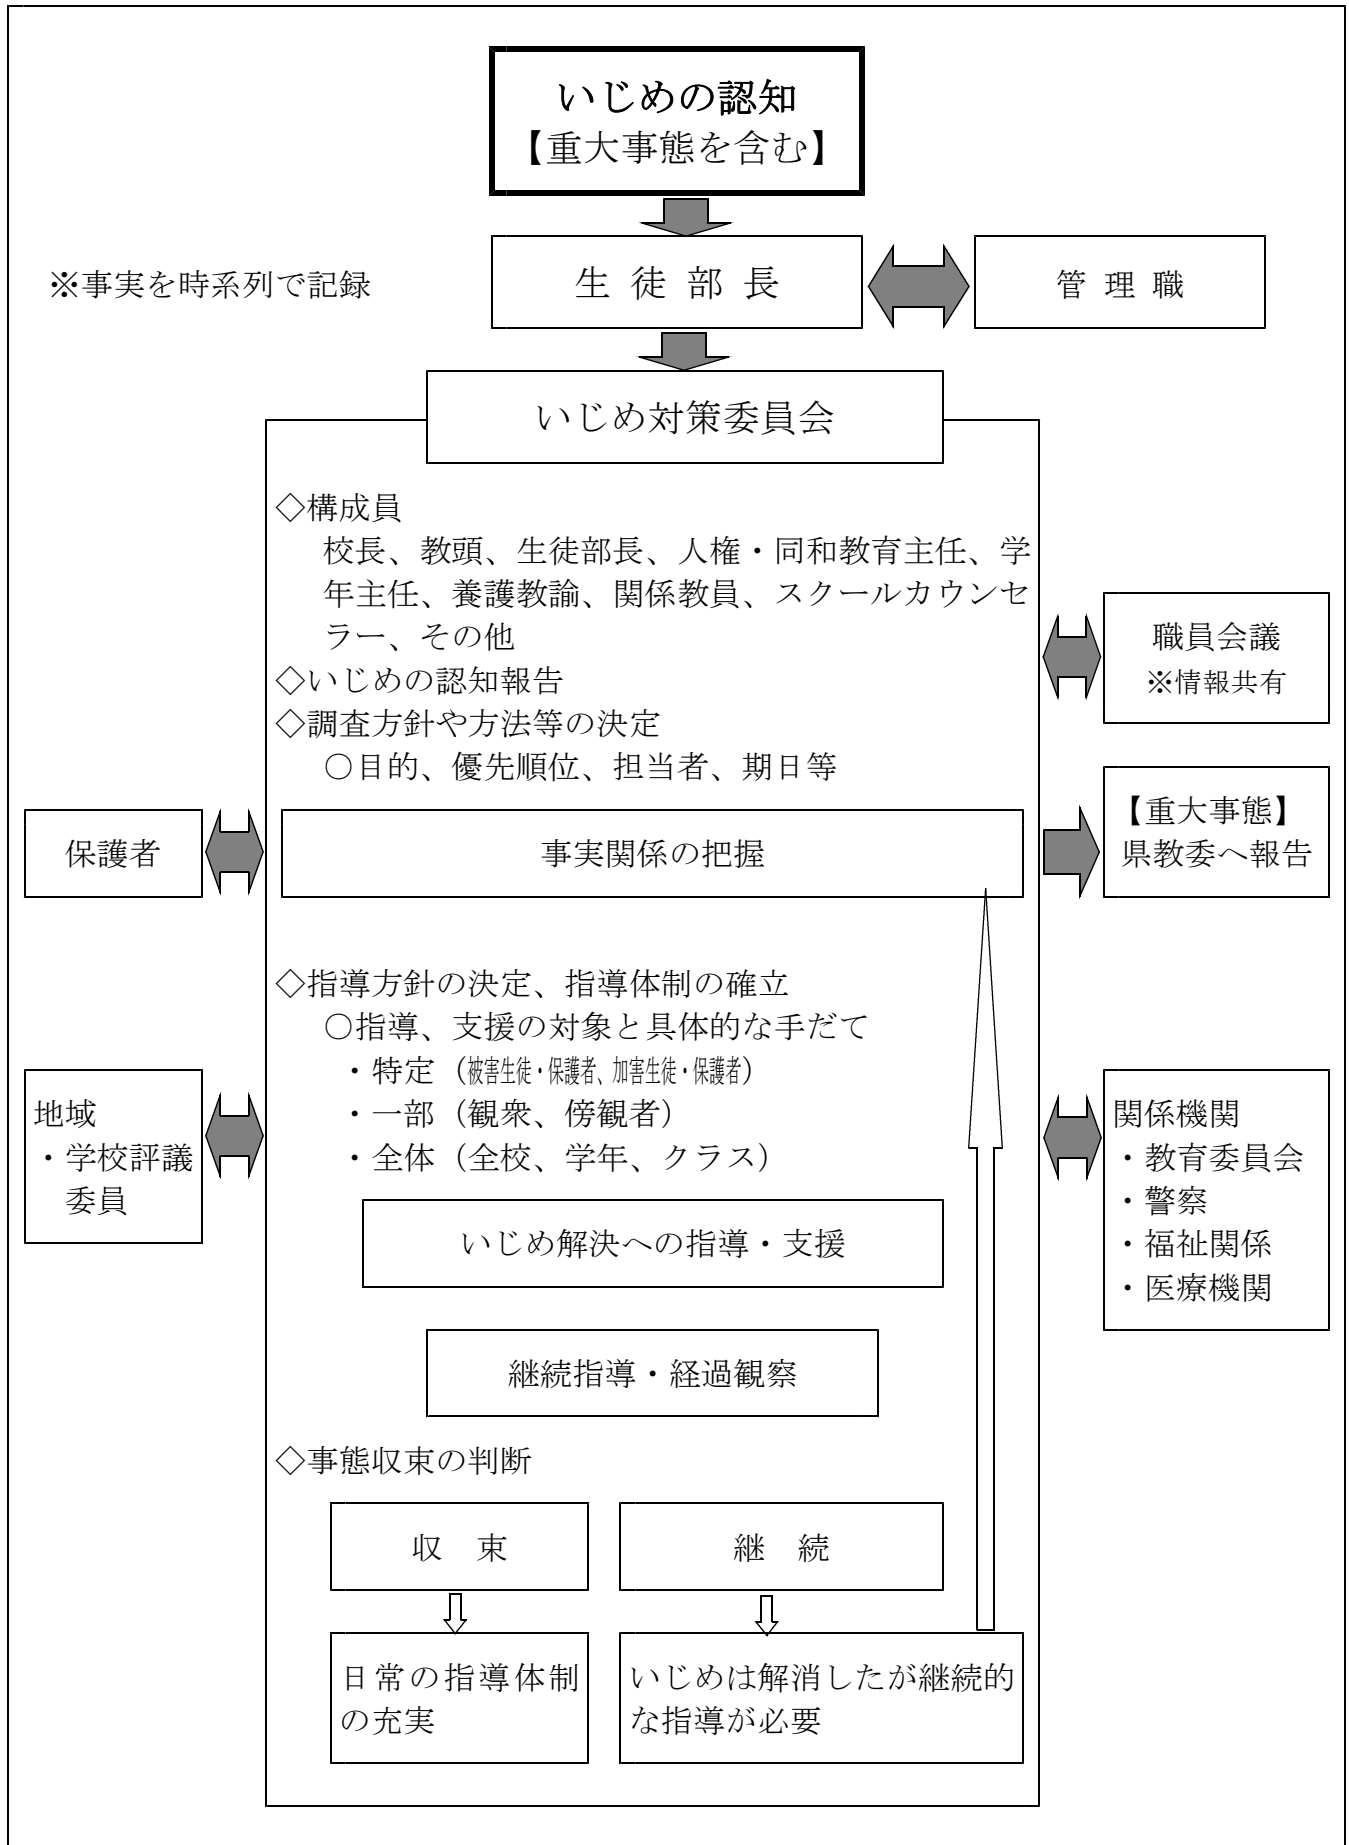 いじめの認知
【重大事態を含む】
※事実を時系列で記録
生 徒 部 長
管 理 職
いじめ対策委員会
◇構成員
校長、教頭、生徒部長、人権・同和教育主任、学
年主任、養護教諭、関係教員、スクールカウンセ
ラー、その他
◇いじめの認知報告
◇調査方針や方法等の決定
○目的、優先順位、担当者、期日等
職員会議
※情報共有
保護者
事実関係の把握
【重大事態】
県教委へ報告
◇指導方針の決定、指導体制の確立
○指導、支援の対象と具体的な手だて
・特定（被害生徒・保護者、加害生徒・保護者）
・一部（観衆、傍観者）
・全体（全校、学年、クラス）
地域
・学校評議
委員
関係機関
・教育委員会
・警察
・福祉関係
・医療機関
いじめ解決への指導・支援
継続指導・経過観察
◇事態収束の判断
収　束
継　続
日常の指導体制
の充実
いじめは解消したが継続的
な指導が必要